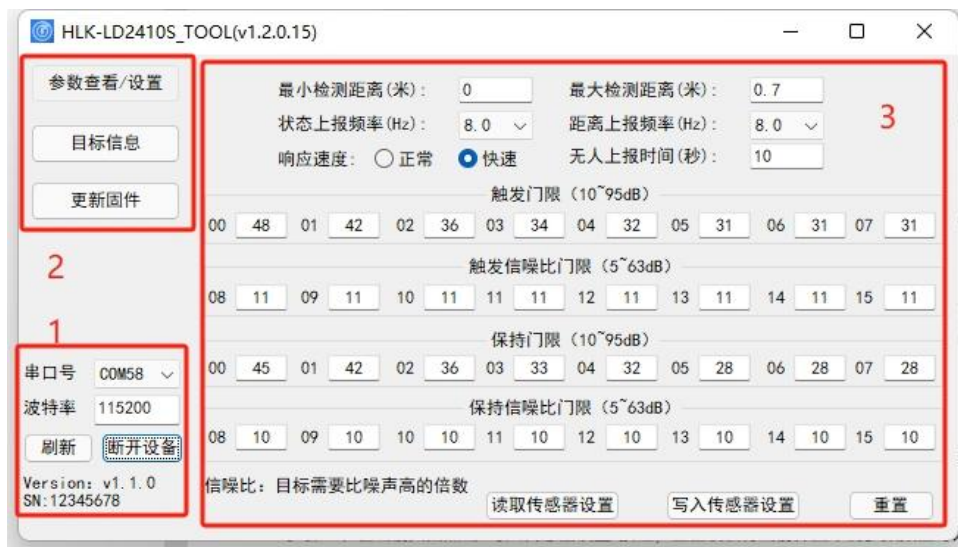 HLK-LD2410S_TOOL(v1.2.0.15)
参数查看/设置
目标信息
更新固件
2
1
串口号 COM58
波特率 115200
刷新 断开设备
Version: v1.1.0
SN:12345678
最小检测距离(米): 0 最大检测距离(米): 0.7
3
状态上报频率(Hz): 8.0 距离上报频率(Hz): 8.0
响应速度: 正常 快速 无人上报时间(秒): 10
触发门限 (10~95dB)
00 48 01 42 02 36 03 34 04 32 05 31 06 31 07 31
触发信噪比门限 (5~63dB)
08 11 09 11 10 11 11 11 12 11 13 11 14 11 15 11
保持门限 (10~95dB)
00 45 01 42 02 36 03 33 04 32 05 28 06 28 07 28
保持信噪比门限 (5~63dB)
08 10 09 10 10 10 11 10 12 10 13 10 14 10 15 10
信噪比: 目标需要比噪声高的倍数
读取传感器设置 写入传感器设置 重置